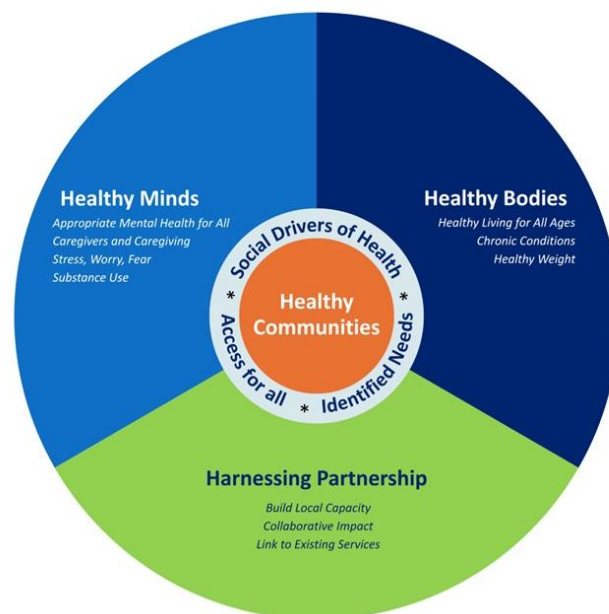 Healthy Minds
Appropriate Mental Health for All
Caregivers and Caregiving
Stress, Worry, Fear
Substance Use
Healthy Bodies
Healthy Living for All Ages
Chronic Conditions
Healthy Weight
Social Drivers of Health
*
Identified Needs
*
Access for all
*
Healthy
Communities
Harnessing Partnership
Build Local Capacity
Collaborative Impact
Link to Existing Services